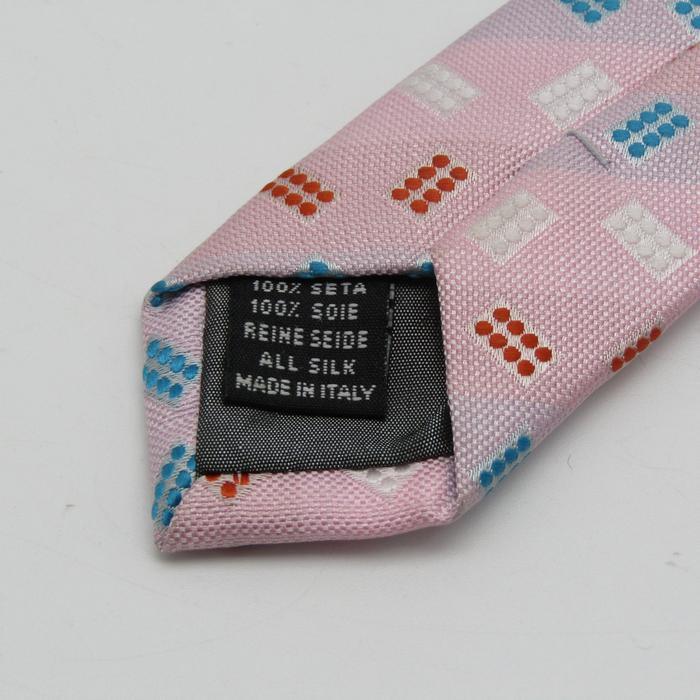 100% SETA
100% SOIE
REINE SEIDE
ALL SILK
MADE IN ITALY